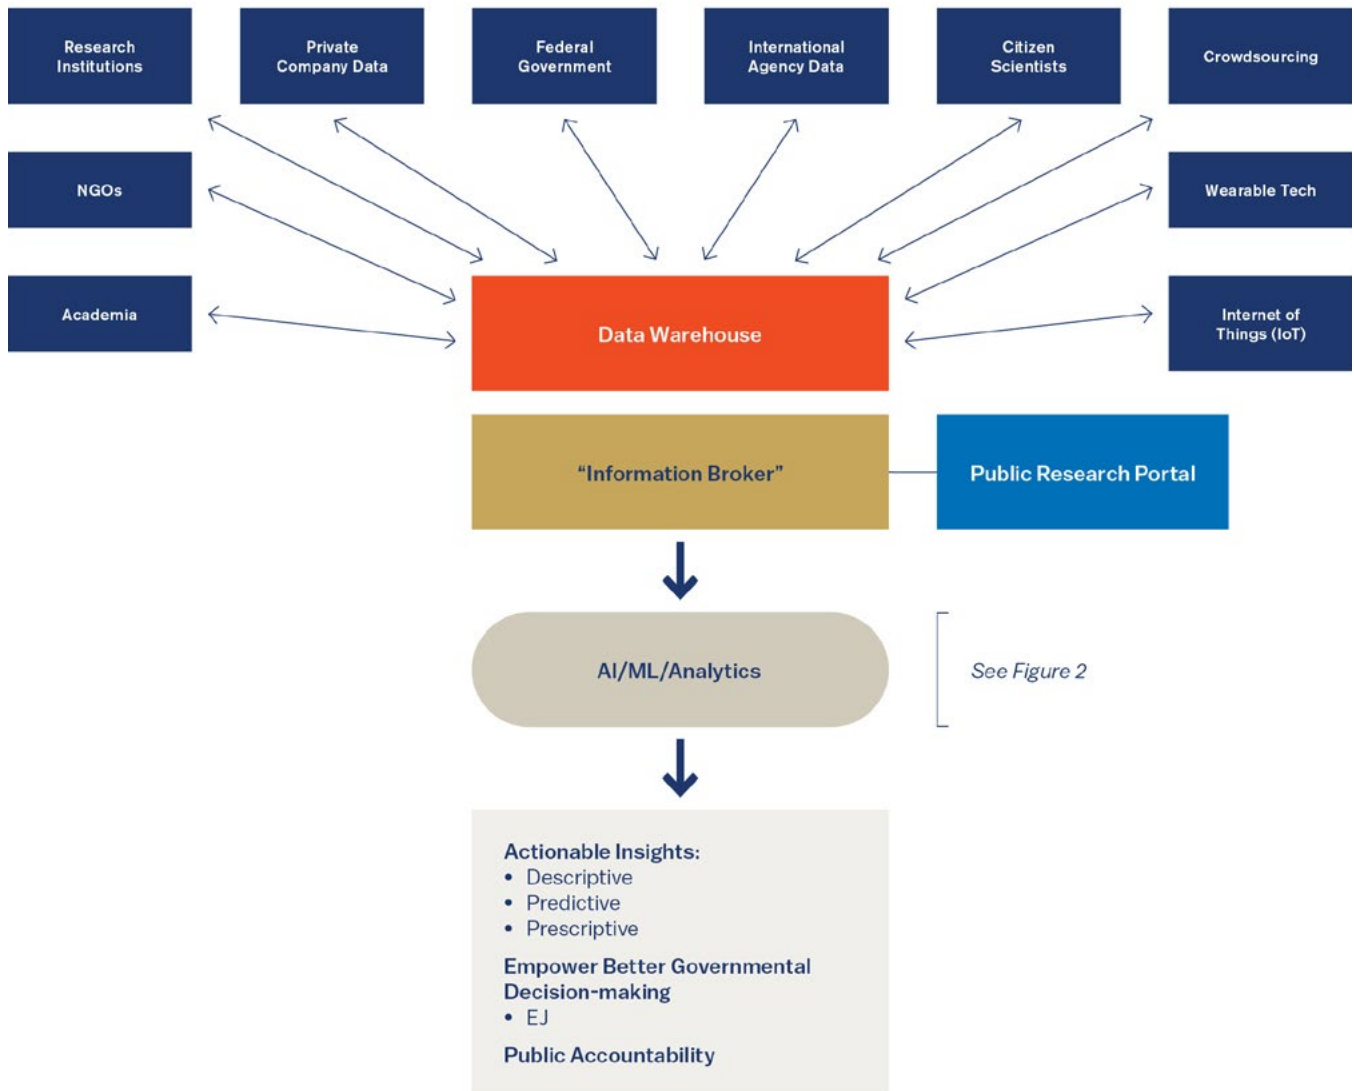 Research
Institutions
Private
Company Data
Federal
Government
International
Agency Data
Citizen
Scientists
Crowdsourcing
NGOs
Wearable Tech
Academia
Internet of
Things (IoT)
Data Warehouse
“Information Broker”
Public Research Portal
AI/ML/Analytics
See Figure 2
Actionable Insights:
• Descriptive
• Predictive
• Prescriptive
Empower Better Governmental
Decision-making
• EJ
Public Accountability